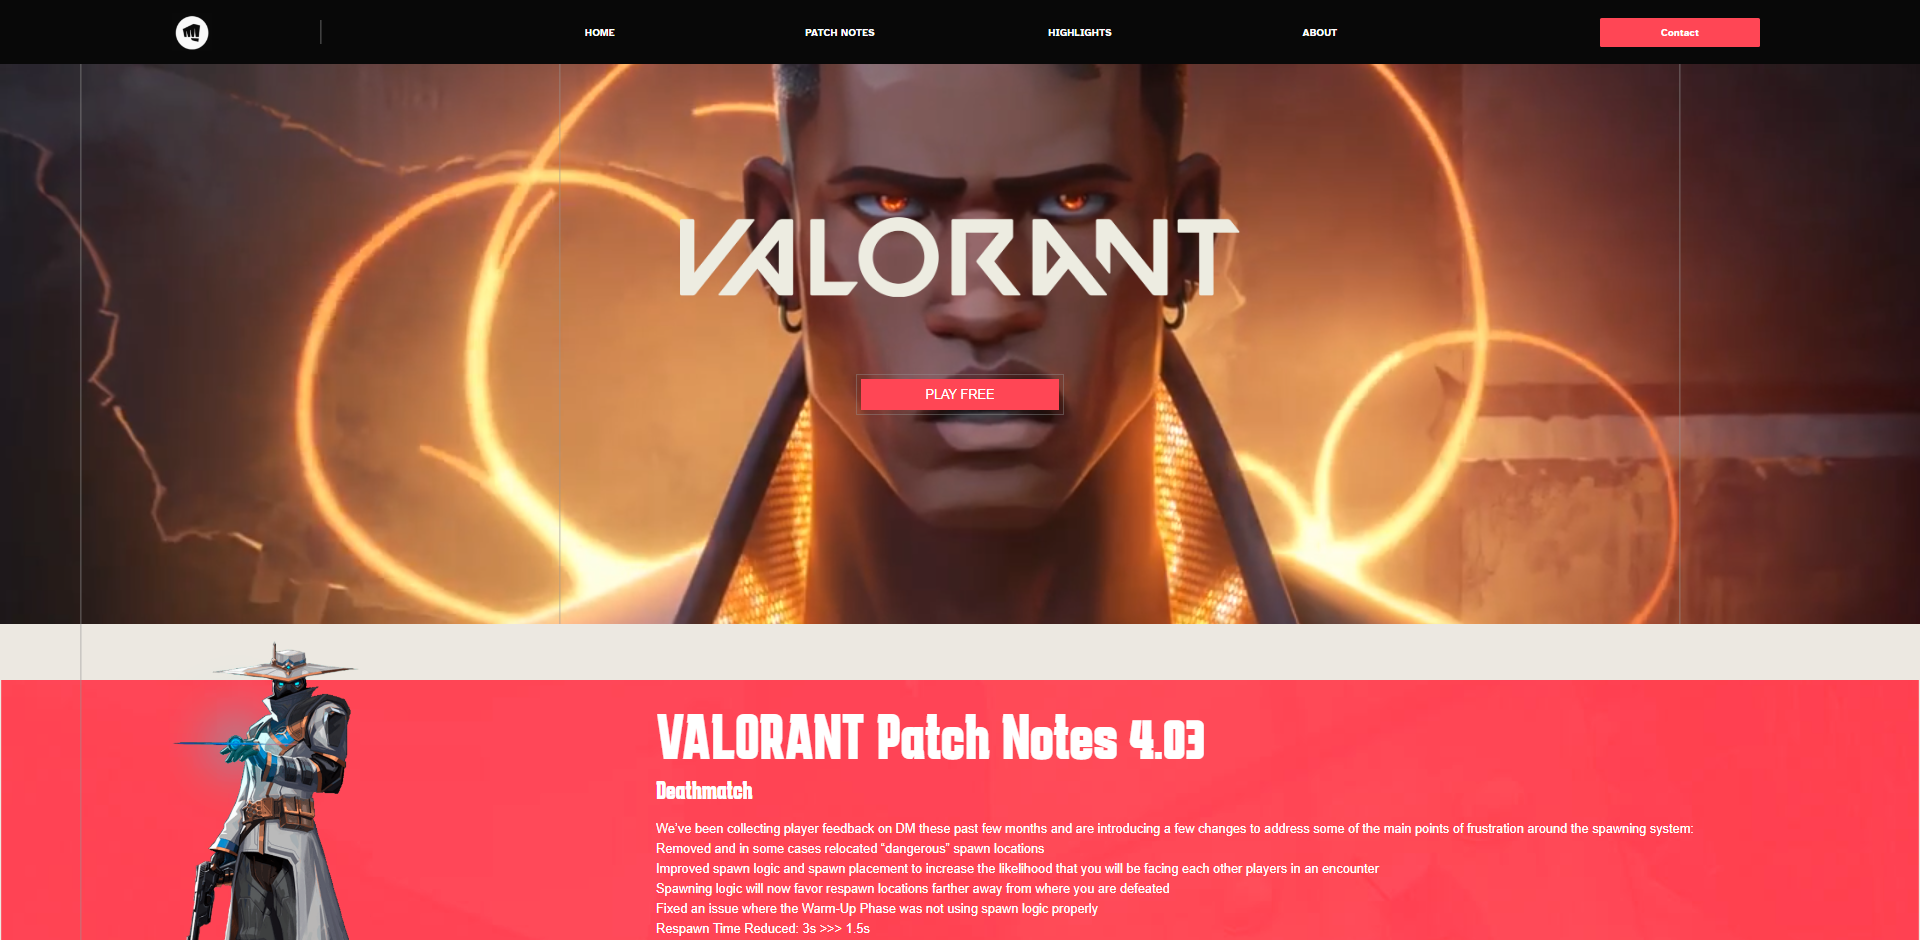 HOME
PATCH NOTES
HIGHLIGHTS
ABOUT
Contact
VALORANT
PLAY FREE
VALORANT Patch Notes 4.03
Deathmatch
We've been collecting player feedback on DM these past few months and are introducing a few changes to address some of the main points of frustration around the spawning system:
Removed and in some cases relocated “dangerous” spawn locations
Improved spawn logic and spawn placement to increase the likelihood that you will be facing each other players in an encounter
Spawning logic will now favor respawn locations farther away from where you are defeated
Fixed an issue where the Warm-Up Phase was not using spawn logic properly
Respawn Time Reduced: 3s >>> 1.5s